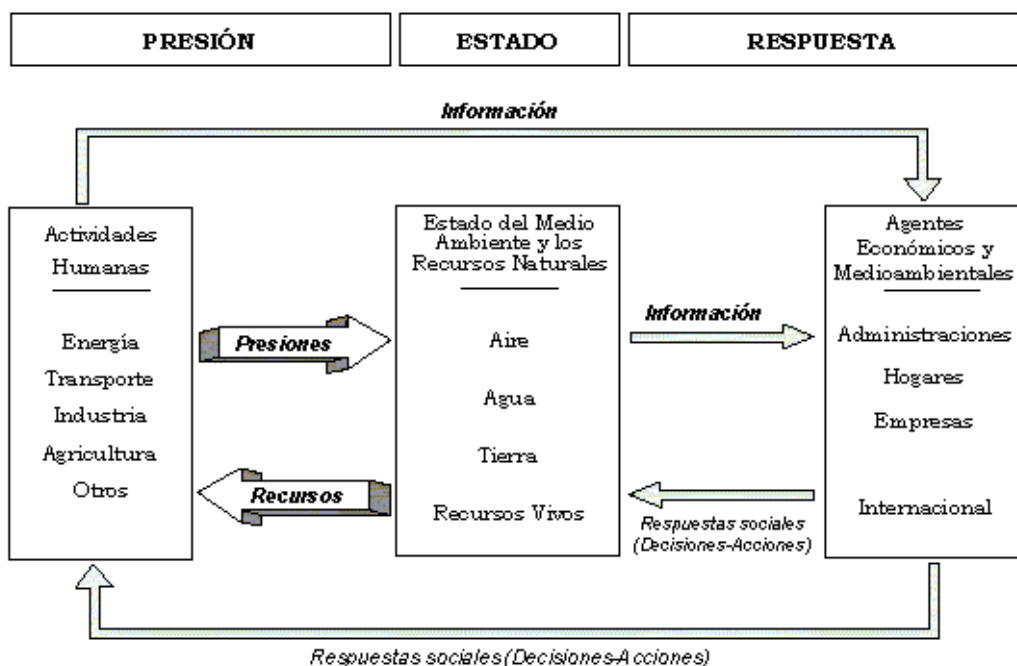 PRESIÓN
ESTADO
RESPUESTA
Información
Actividades
Humanas
Energía
Transporte
Industria
Agricultura
Otros
Presiones
Recursos
Estado del Medio
Ambiente y los
Recursos Naturales
Aire
Agua
Tierra
Recursos Vivos
Información
Respuestas sociales
(Decisiones-Acciones)
Agentes
Económicos y
Medioambientales
Administraciones
Hogares
Empresas
Internacional
Respuestas sociales (Decisiones-Acciones)